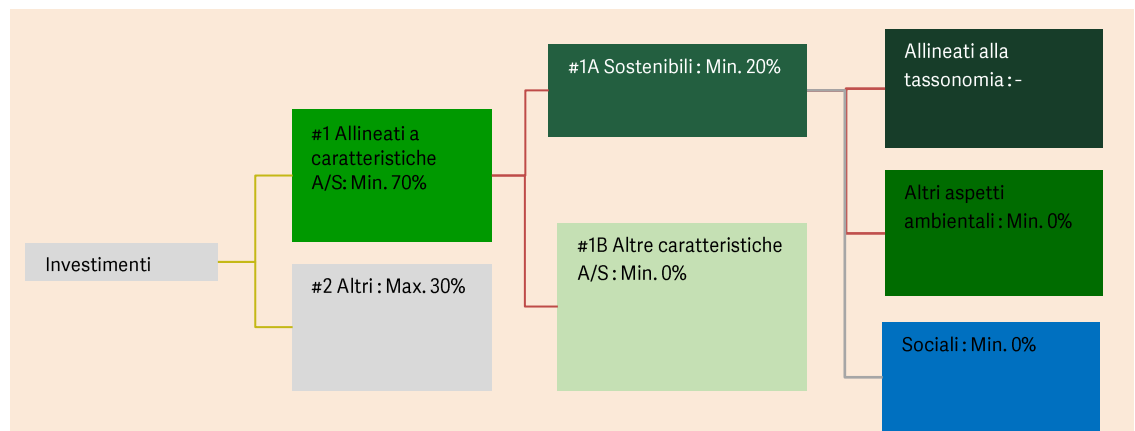 Investimenti
#1 Allineati a
caratteristiche
A/S: Min. 70%
#2 Altri : Max. 30%
#1A Sostenibili : Min. 20%
#1B Altre caratteristiche
A/S : Min. 0%
Allineati alla
tassonomia : -
Altri aspetti
ambientali : Min. 0%
Sociali : Min. 0%